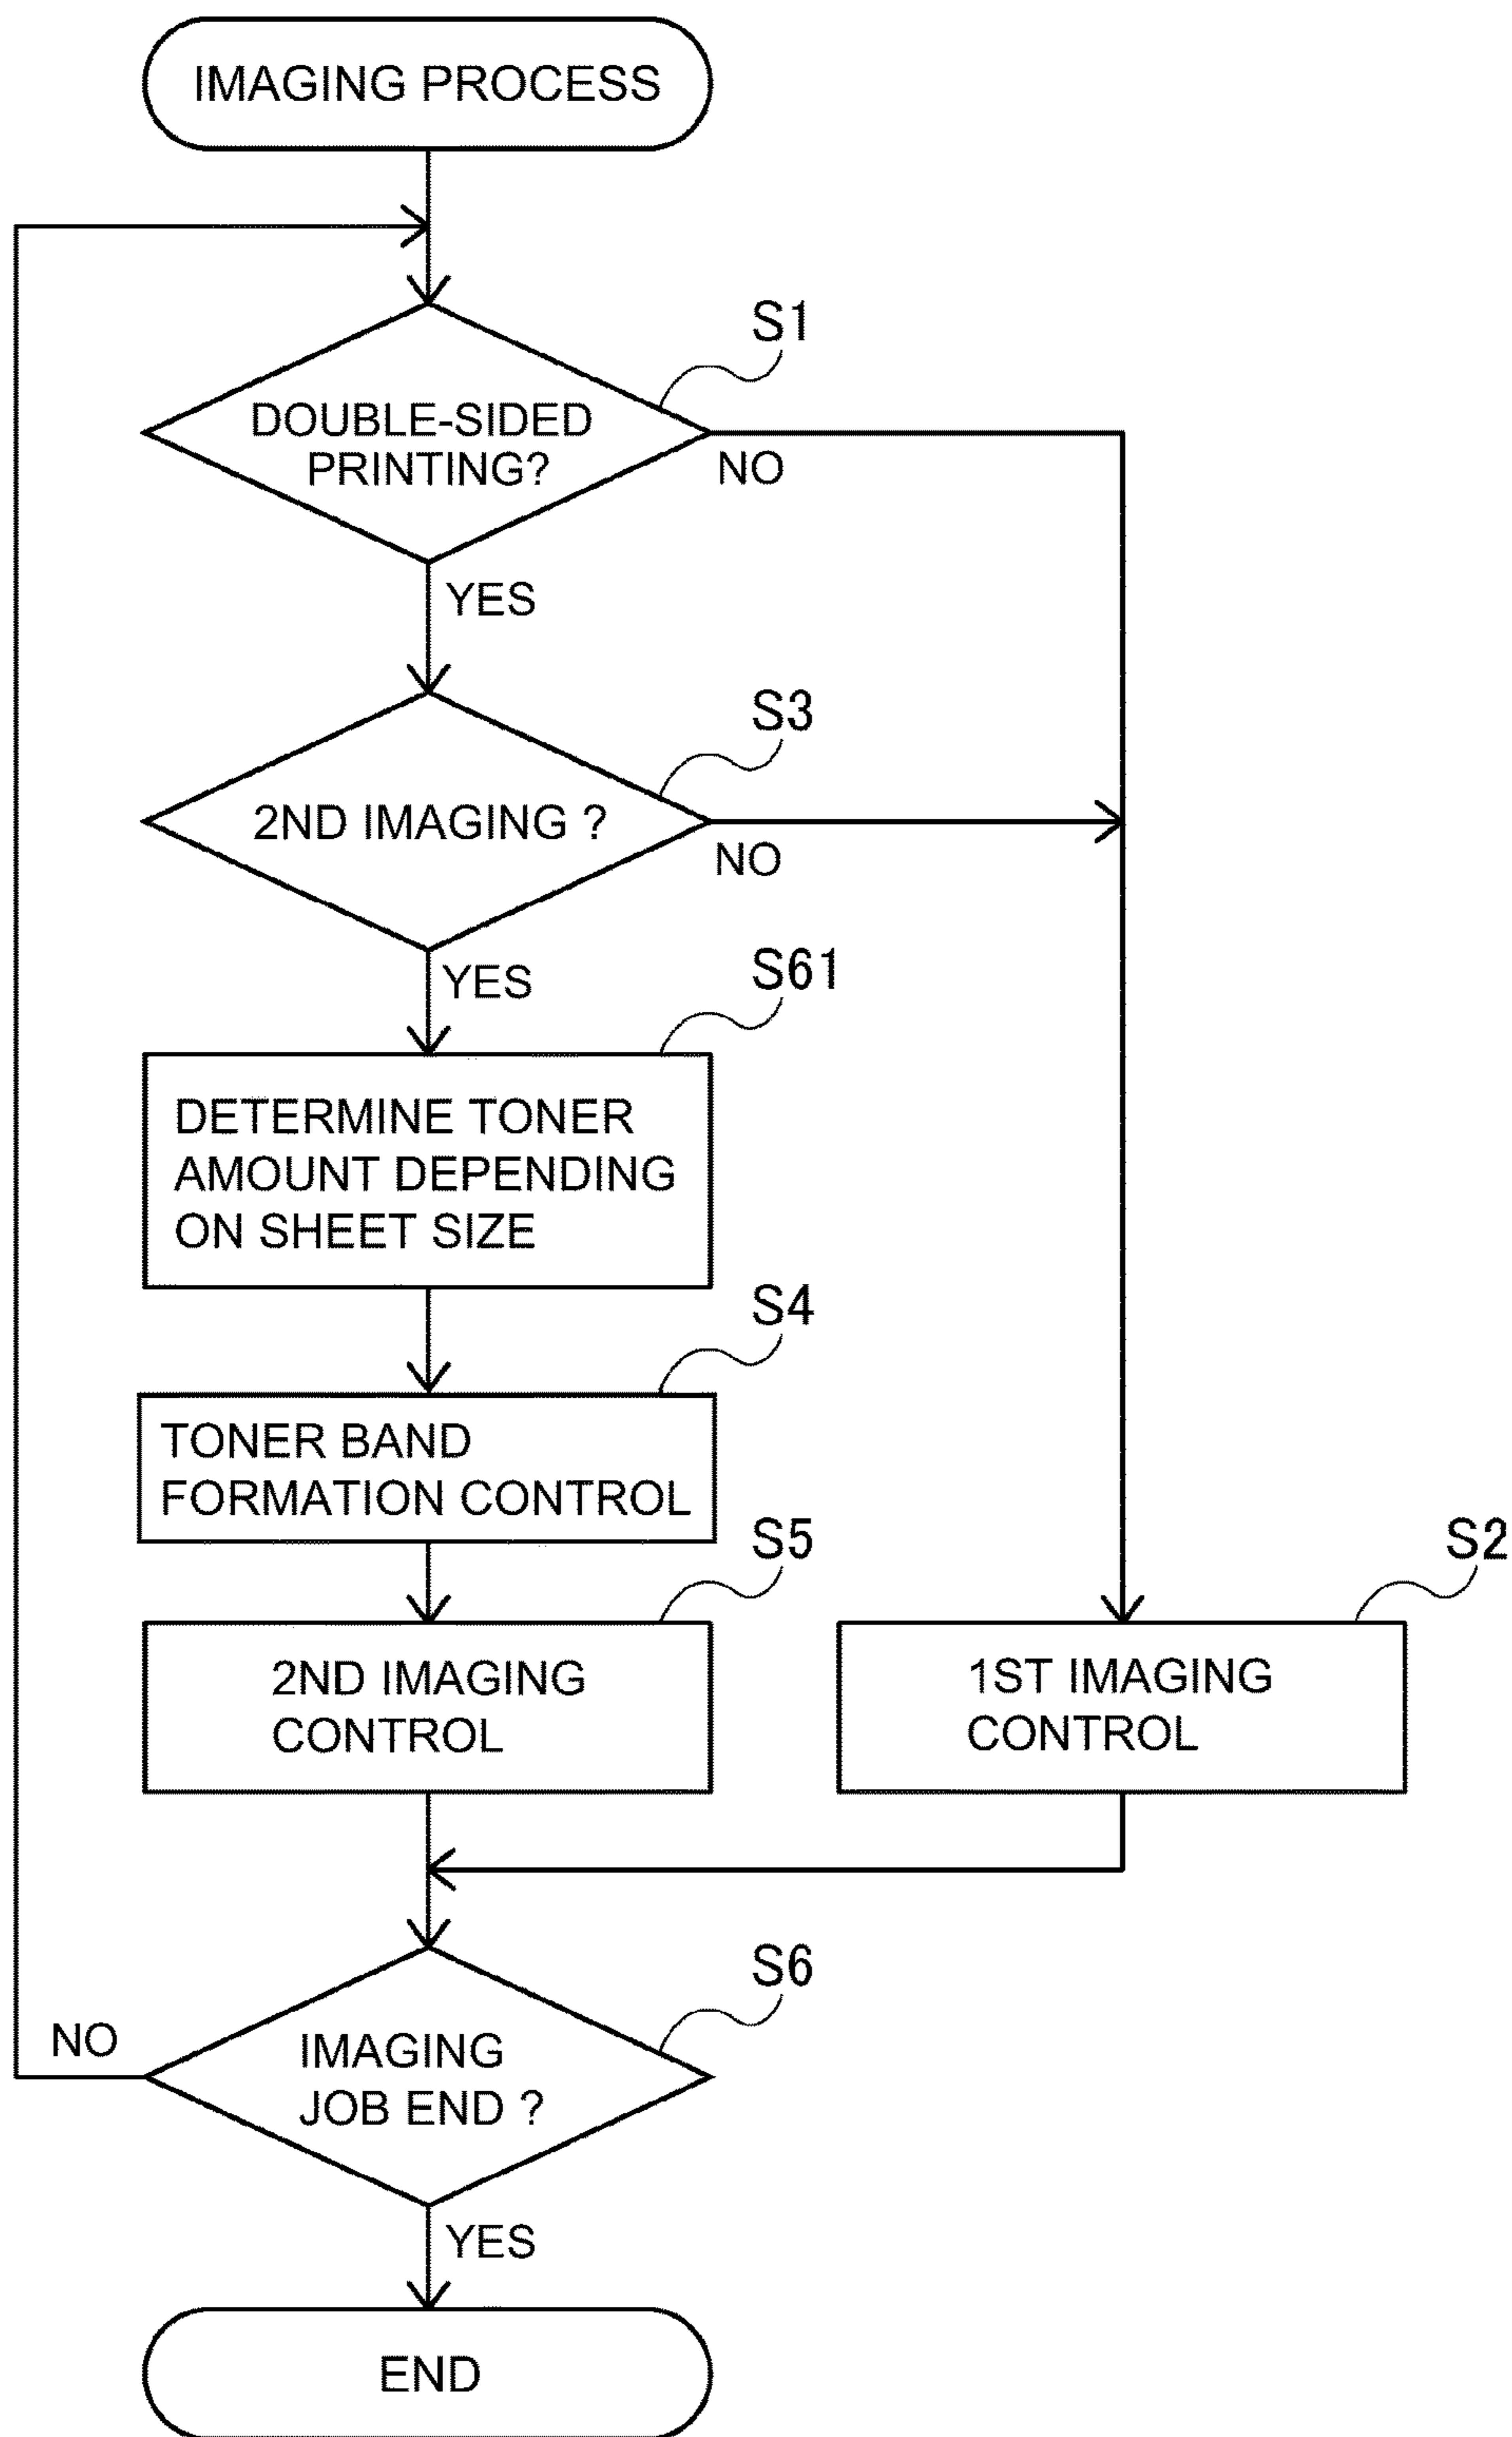 IMAGING PROCESS
S1
DOUBLE-SIDED
PRINTING?
NO
YES
S3
2ND IMAGING ?
NO
YES
S61
DETERMINE TONER
AMOUNT DEPENDING
ON SHEET SIZE
S4
TONER BAND
FORMATION CONTROL
S5
2ND IMAGING
CONTROL
S2
1ST IMAGING
CONTROL
S6
NO
IMAGING
JOB END ?
YES
END